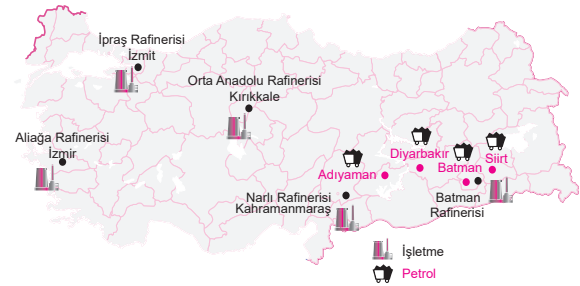 İpraş Rafinerisi
İzmit
Orta Anadolu Rafinerisi
Kırıkkale
Aliağa Rafinerisi
İzmir
Diyarbakır
Batman
Siirt
Adıyaman
Narlı Rafinerisi
Kahramanmaraş
Batman
Rafinerisi
İşletme
Petrol